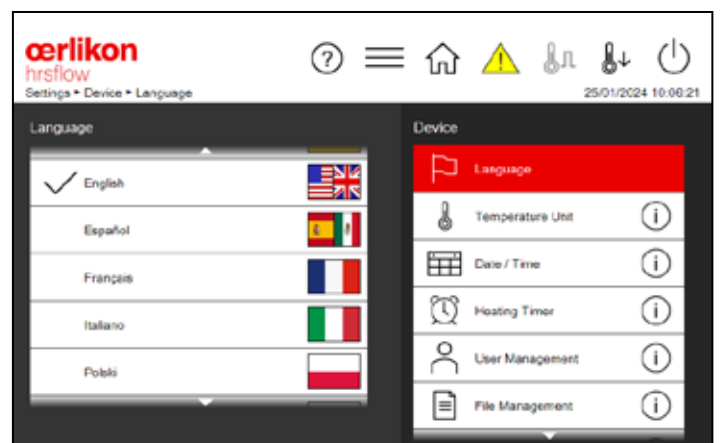 œrlikon
hrsflow
Settings ‣ Device ‣ Language
25/01/2024 10:06:21
Language
English
Español
Français
Italiano
Polski
Device
Language
Temperature Unit
Date / Time
Heating Timer
User Management
File Management